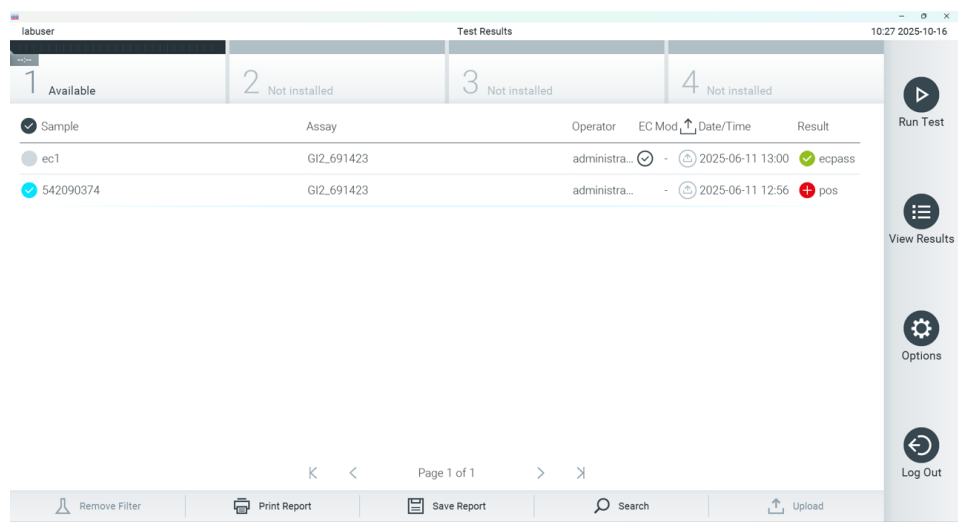 labuser Test Results 10:27 2025-10-16
--:--
1 Available 2 Not installed 3 Not installed 4 Not installed
Sample Assay Operator EC Mod Date/Time Result
ec1 GI2_691423 administra... - 2025-06-11 13:00 ecpass
542090374 GI2_691423 administra... - 2025-06-11 12:56 pos
Page 1 of 1
Remove Filter Print Report Save Report Search Upload
Run Test
View Results
Options
Log Out